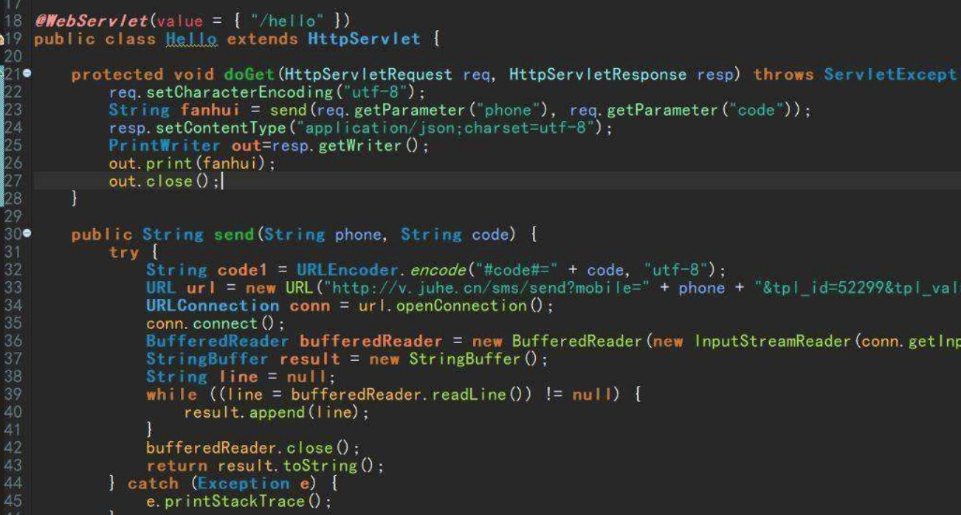 17
18 @WebServlet(value = { "/hello" })
19 public class Hello extends HttpServlet {
20
21 protected void doGet(HttpServletRequest req, HttpServletResponse resp) throws ServletExcept
22 req.setCharacterEncoding("utf-8");
23 String fanhui = send(req.getParameter("phone"), req.getParameter("code"));
24 resp.setContentType("application/json;charset=utf-8");
25 PrintWriter out=resp.getWriter();
26 out.print(fanhui);
27 out.close();
28 }
29
30 public String send(String phone, String code) {
31 try {
32 String code1 = URLEncoder.encode("#code#=" + code, "utf-8");
33 URL url = new URL("http://v.juhe.cn/sms/send?mobile=" + phone + "&tpl_id=52299&tpl_val
34 URLConnection conn = url.openConnection();
35 conn.connect();
36 BufferedReader bufferedReader = new BufferedReader(new InputStreamReader(conn.getInp
37 StringBuffer result = new StringBuffer();
38 String line = null;
39 while ((line = bufferedReader.readLine()) != null) {
40 result.append(line);
41 }
42 bufferedReader.close();
43 return result.toString();
44 } catch (Exception e) {
45 e.printStackTrace();